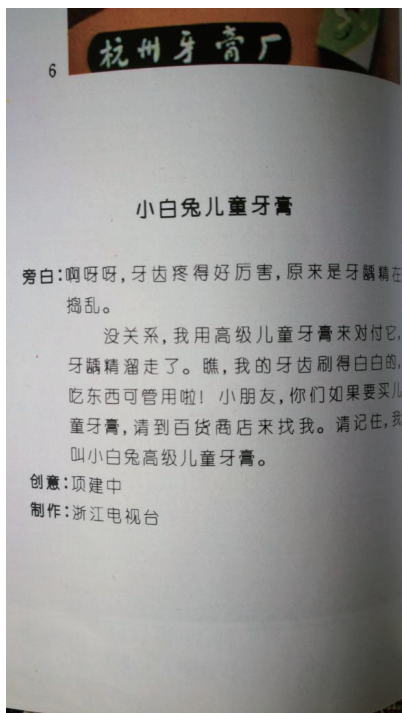 杭州牙膏厂
6
小白兔儿童牙膏
旁白:啊呀呀,牙齿疼得好厉害,原来是牙龋精在
捣乱。
没关系,我用高级儿童牙膏来对付它,
牙龋精溜走了。瞧,我的牙齿刷得白白的,
吃东西可管用啦!小朋友,你们如果要买儿
童牙膏,请到百货商店来找我。请记住,我
叫小白兔高级儿童牙膏。
创意:项建中
制作:浙江电视台